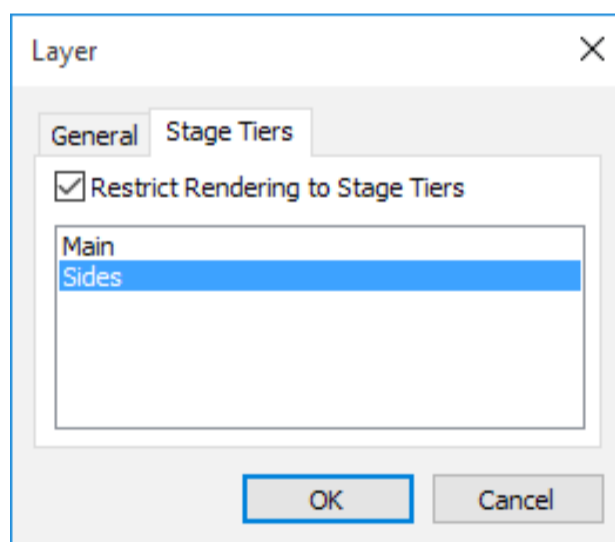 Layer
General
Stage Tiers
Restrict Rendering to Stage Tiers
Main
Sides
OK
Cancel